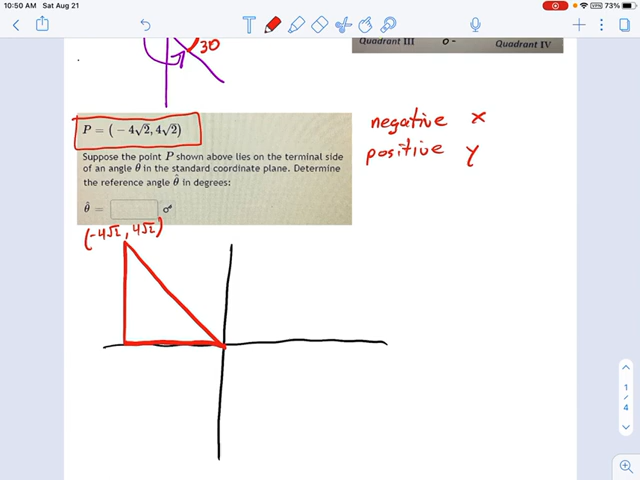 10:50 AM Sat Aug 21
73%
30
Quadrant III 0- Quadrant IV
P = (−4√2, 4√2)
negative x
positive y
Suppose the point P shown above lies on the terminal side
of an angle θ in the standard coordinate plane. Determine
the reference angle θ̂ in degrees:
θ̂ =
(-4√2, 4√2)
1
/
4